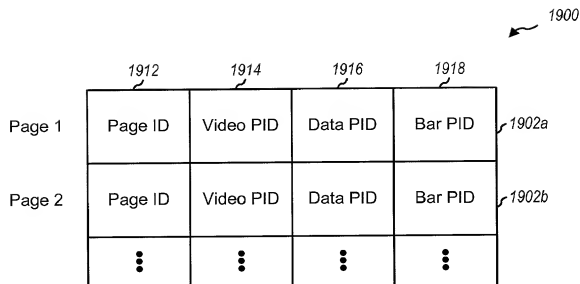 1900
1912 1914 1916 1918
Page 1 Page ID Video PID Data PID Bar PID 1902a
Page 2 Page ID Video PID Data PID Bar PID 1902b